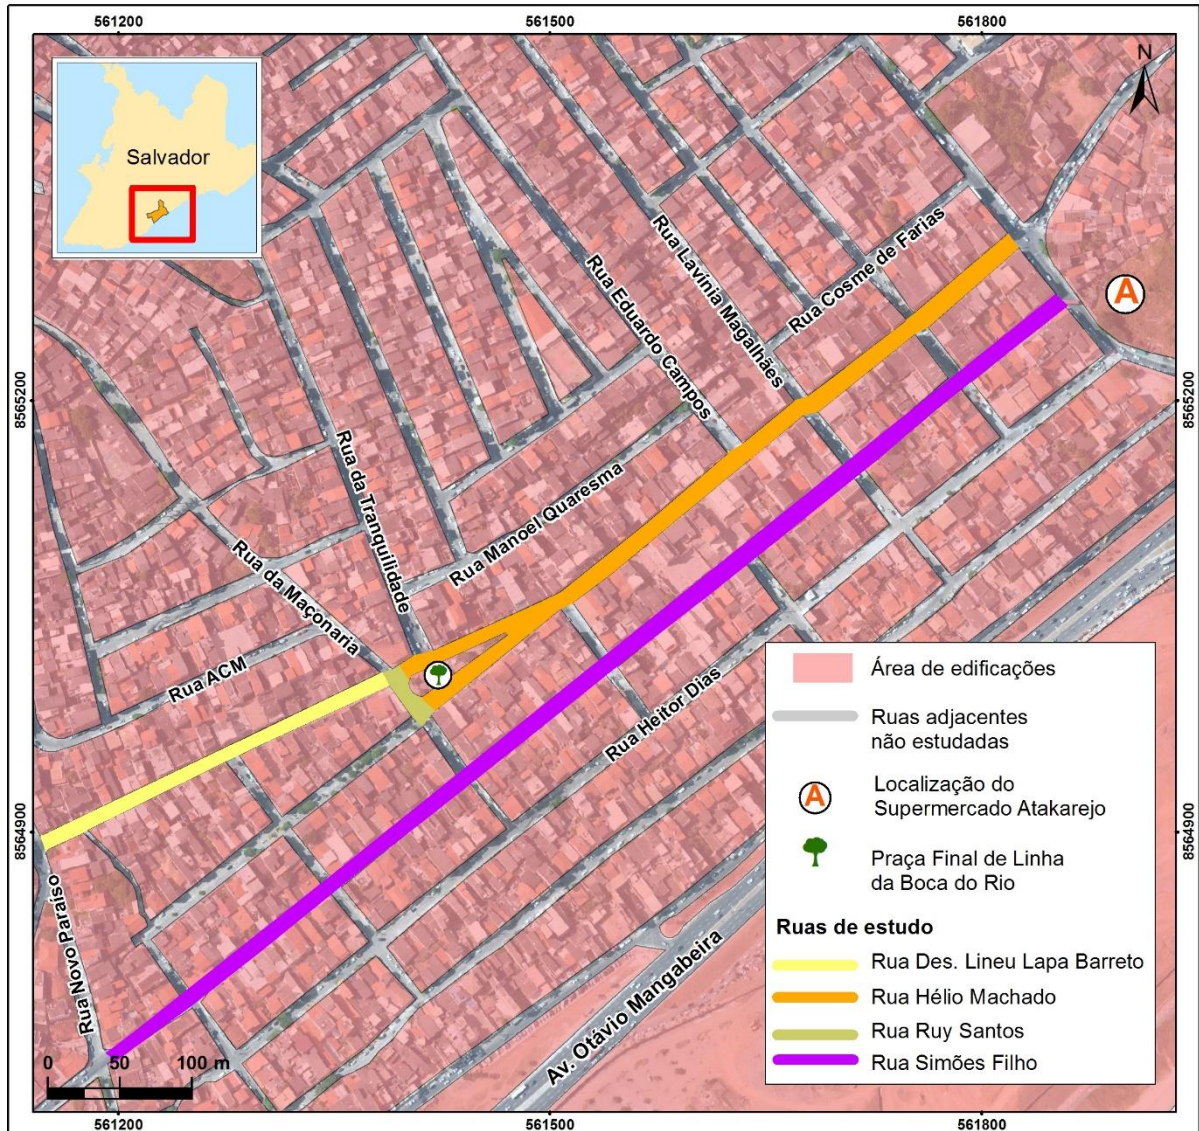 561200
561500
561800
N
Salvador
A
8565200
8565200
Rua Lavínia Magalhães
Rua Cosme de Farias
Rua Eduardo Campos
Rua da Tranquilidade
Rua Manoel Quaresma
Rua da Maçonaria
Rua ACM
Rua Heitor Dias
Rua Novo Paraíso
Av. Otávio Mangabeira
8564900
8564900
Área de edificações
Ruas adjacentes
não estudadas
A
Localização do
Supermercado Atakarejo
Praça Final de Linha
da Boca do Rio
Ruas de estudo
Rua Des. Lineu Lapa Barreto
Rua Hélio Machado
Rua Ruy Santos
Rua Simões Filho
0 50 100 m
561200
561500
561800